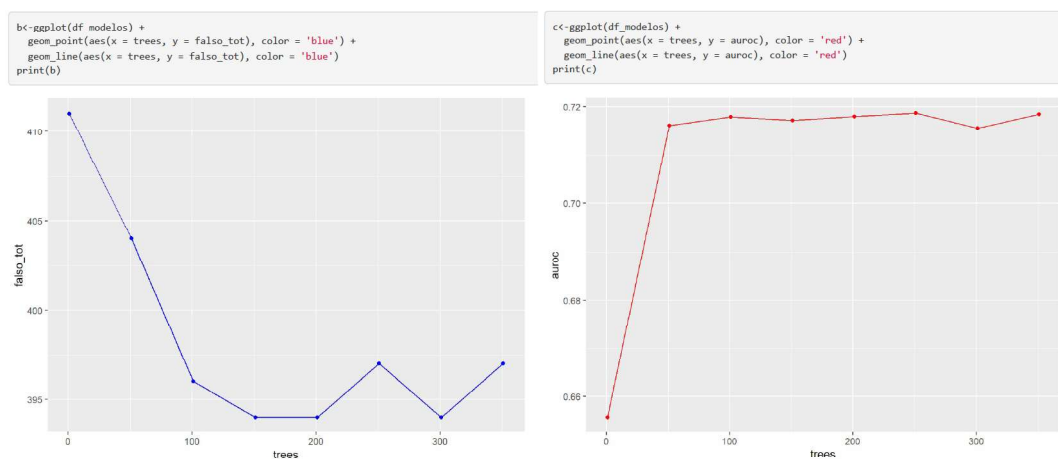 b<-ggplot(df_modelos) +
geom_point(aes(x = trees, y = falso_tot), color = 'blue') +
geom_line(aes(x = trees, y = falso_tot), color = 'blue')
print(b)
410
405
400
395
falso_tot
0
100
200
300
trees
c<-ggplot(df_modelos) +
geom_point(aes(x = trees, y = auroc), color = 'red') +
geom_line(aes(x = trees, y = auroc), color = 'red')
print(c)
0.72
0.70
0.68
0.66
auroc
0
100
200
300
trees